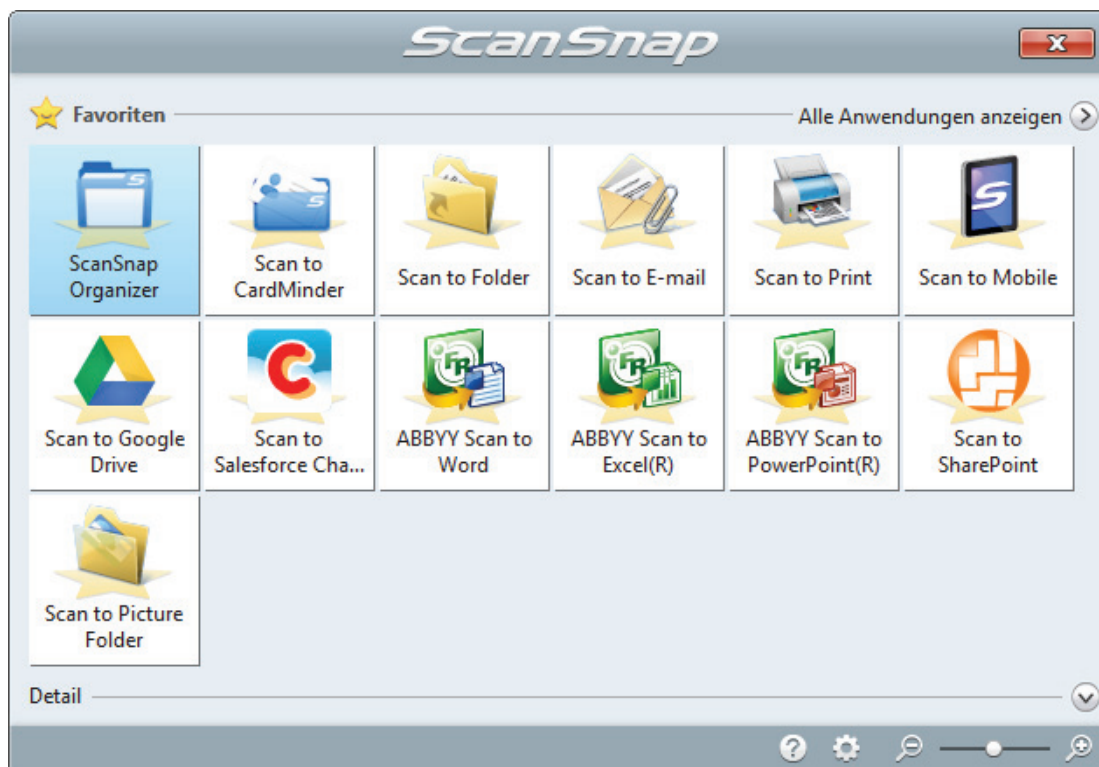 ScanSnap
Favoriten
Alle Anwendungen anzeigen
ScanSnap
Organizer
Scan to
CardMinder
Scan to Folder
Scan to E-mail
Scan to Print
Scan to Mobile
Scan to Google
Drive
Scan to
Salesforce Cha...
ABBYY Scan to
Word
ABBYY Scan to
Excel(R)
ABBYY Scan to
PowerPoint(R)
Scan to
SharePoint
Scan to Picture
Folder
Detail